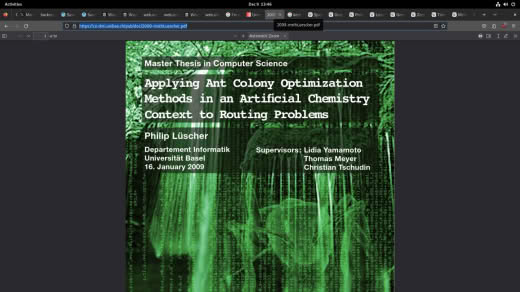 Activities
Dec 9 13:46
2009-msthLuescher.pdf
Automatic Zoom
Master Thesis in Computer Science
Applying Ant Colony Optimization
Methods in an Artificial Chemistry
Context to Routing Problems
Philip Lüscher
Departement Informatik
Universität Basel
16. January 2009
Supervisors: Lidia Yamamoto
Thomas Meyer
Christian Tschudin